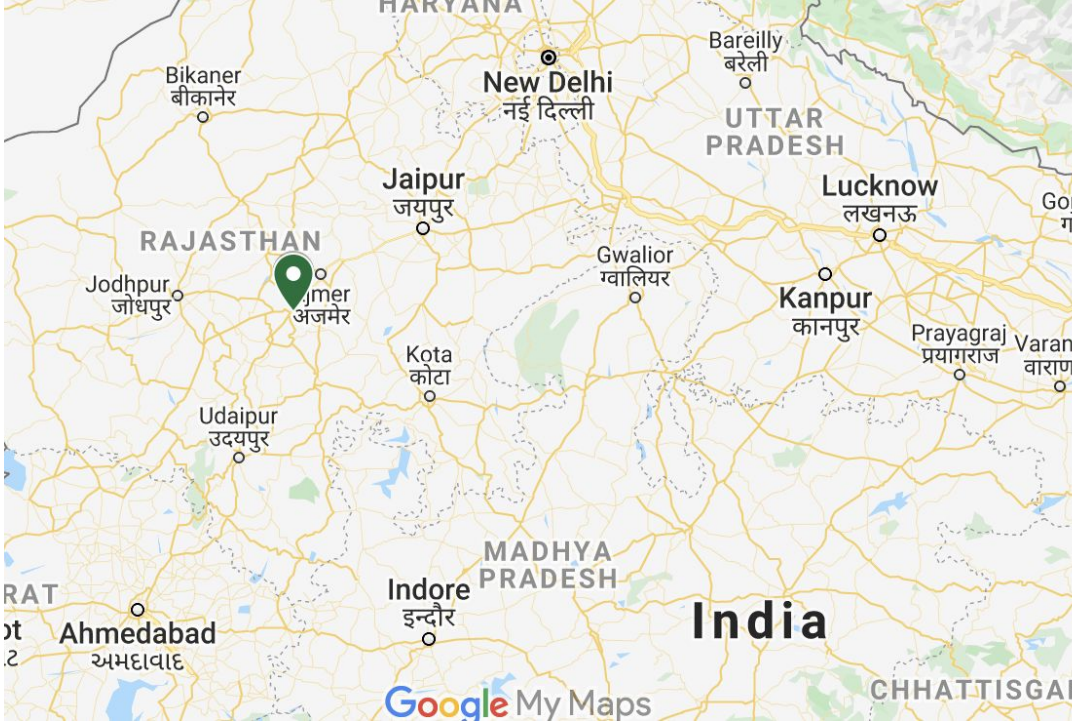 HARYANA
Bareilly
बरेली
New Delhi
नई दिल्ली
Bikaner
बीकानेर
UTTAR
PRADESH
Jaipur
जयपुर
Lucknow
लखनऊ
RAJASTHAN
Gwalior
ग्वालियर
Jodhpur
जोधपुर
अजमेर
Kanpur
कानपुर
Prayagraj
प्रयागराज
Kota
कोटा
Udaipur
उदयपुर
MADHYA
PRADESH
Indore
इन्दौर
India
Ahmedabad
અમદાવાદ
Google My Maps